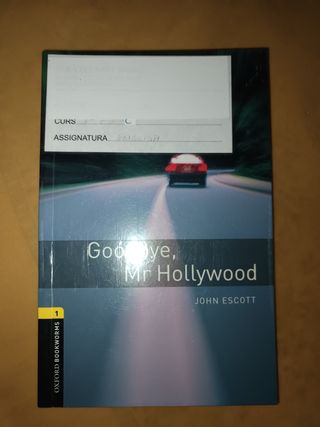 CURS
ASSIGNATURA
Goodbye,
Mr Hollywood
JOHN ESCOTT
1
OXFORD BOOKWORMS